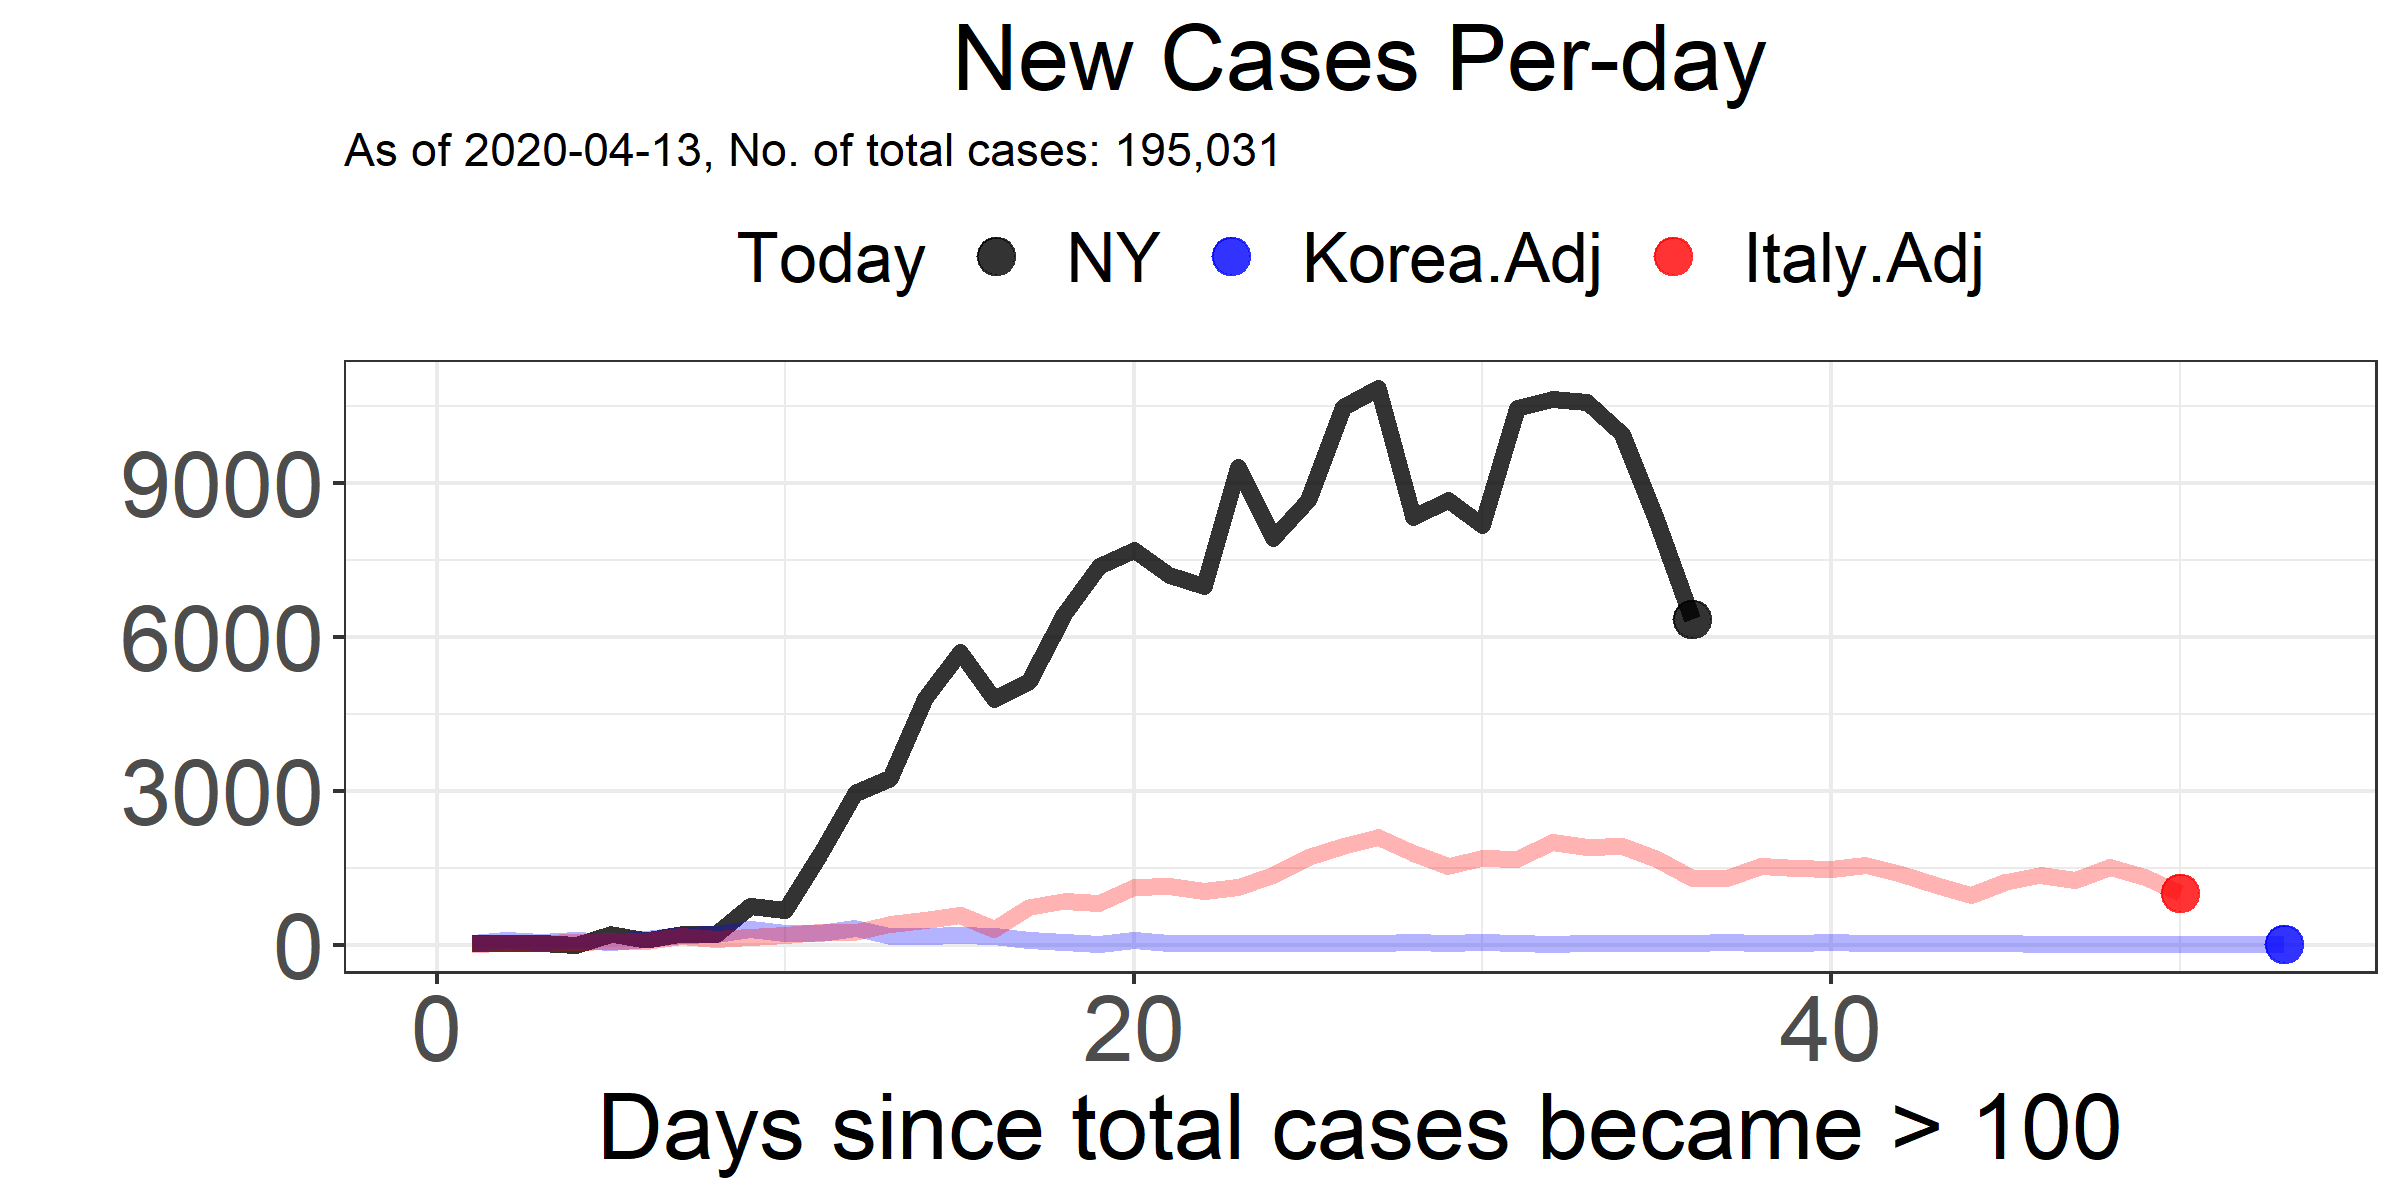 New Cases Per-day
As of 2020-04-13, No. of total cases: 195,031
Today NY Korea.Adj Italy.Adj
9000
6000
3000
0
0 20 40
Days since total cases became > 100